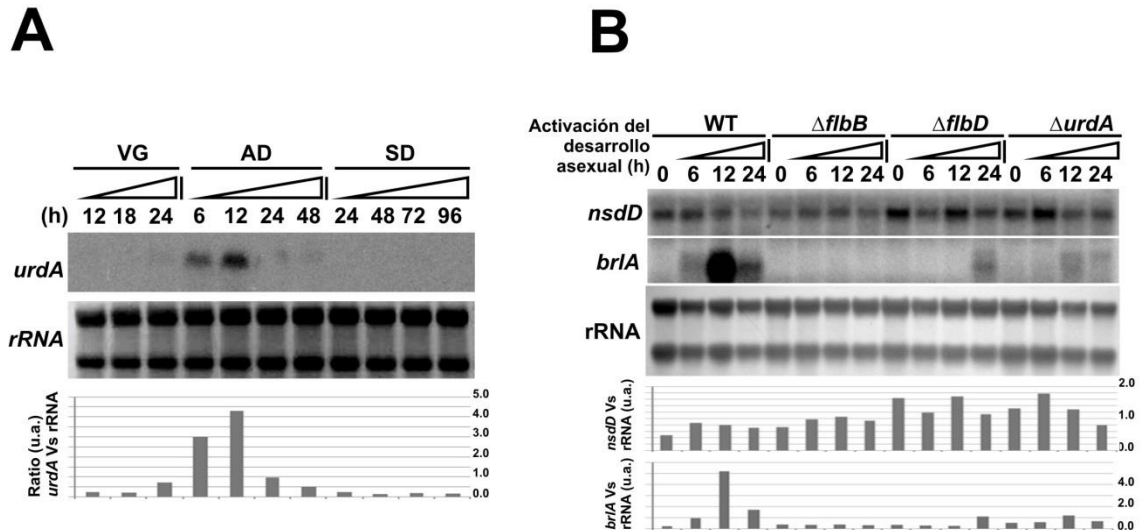 A
VG AD SD
(h) 12 18 24 6 12 24 48 24 48 72 96
urdA
rRNA
Ratio (u.a.)
urdA Vs rRNA
5.0
4.0
3.0
2.0
1.0
0.0
B
Activación del
desarrollo
asexual (h)
WT ΔflbB ΔflbD ΔurdA
0 6 12 24 0 6 12 24 0 6 12 24 0 6 12 24
nsdD
brlA
rRNA
nsdD Vs
rRNA (u.a.)
2.0
1.0
0.0
brlA Vs
rRNA (u.a.)
4.0
2.0
0.0